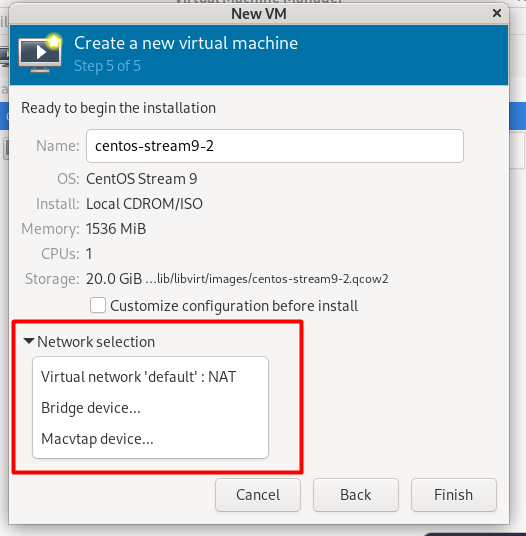 Virtual Machine Manager
New VM
Create a new virtual machine
Step 5 of 5
Ready to begin the installation
Name: centos-stream9-2
OS: CentOS Stream 9
Install: Local CDROM/ISO
Memory: 1536 MiB
CPUs: 1
Storage: 20.0 GiB ...lib/libvirt/images/centos-stream9-2.qcow2
Customize configuration before install
Network selection
Virtual network 'default' : NAT
Bridge device...
Macvtap device...
Cancel Back Finish